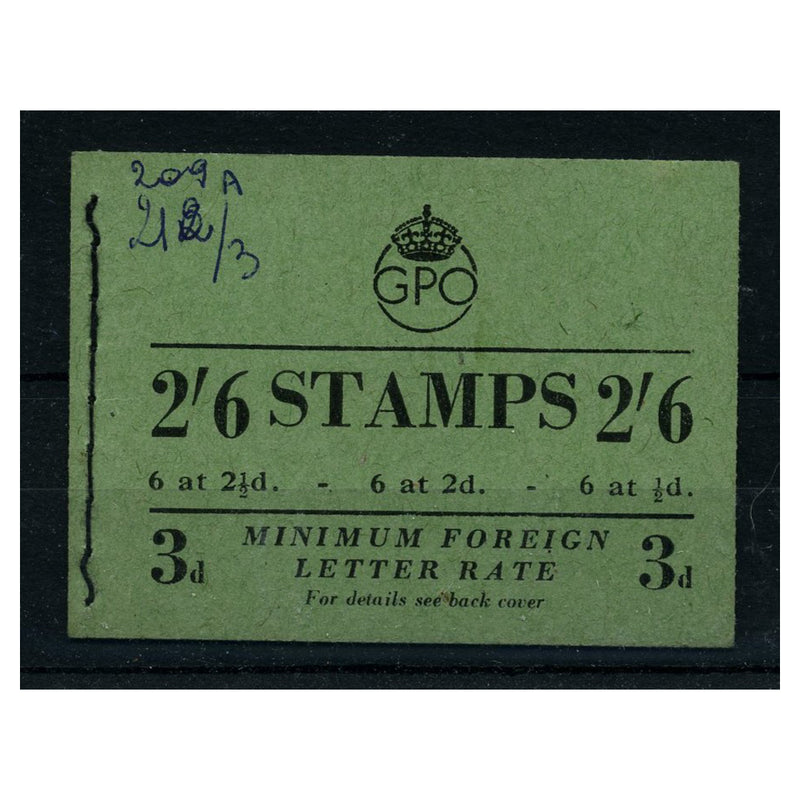 209A
GPO
2'6 STAMPS 2'6
6 at 2½d. - 6 at 2d. - 6 at ½d.
3d MINIMUM FOREIGN 3d
LETTER RATE
For details see back cover